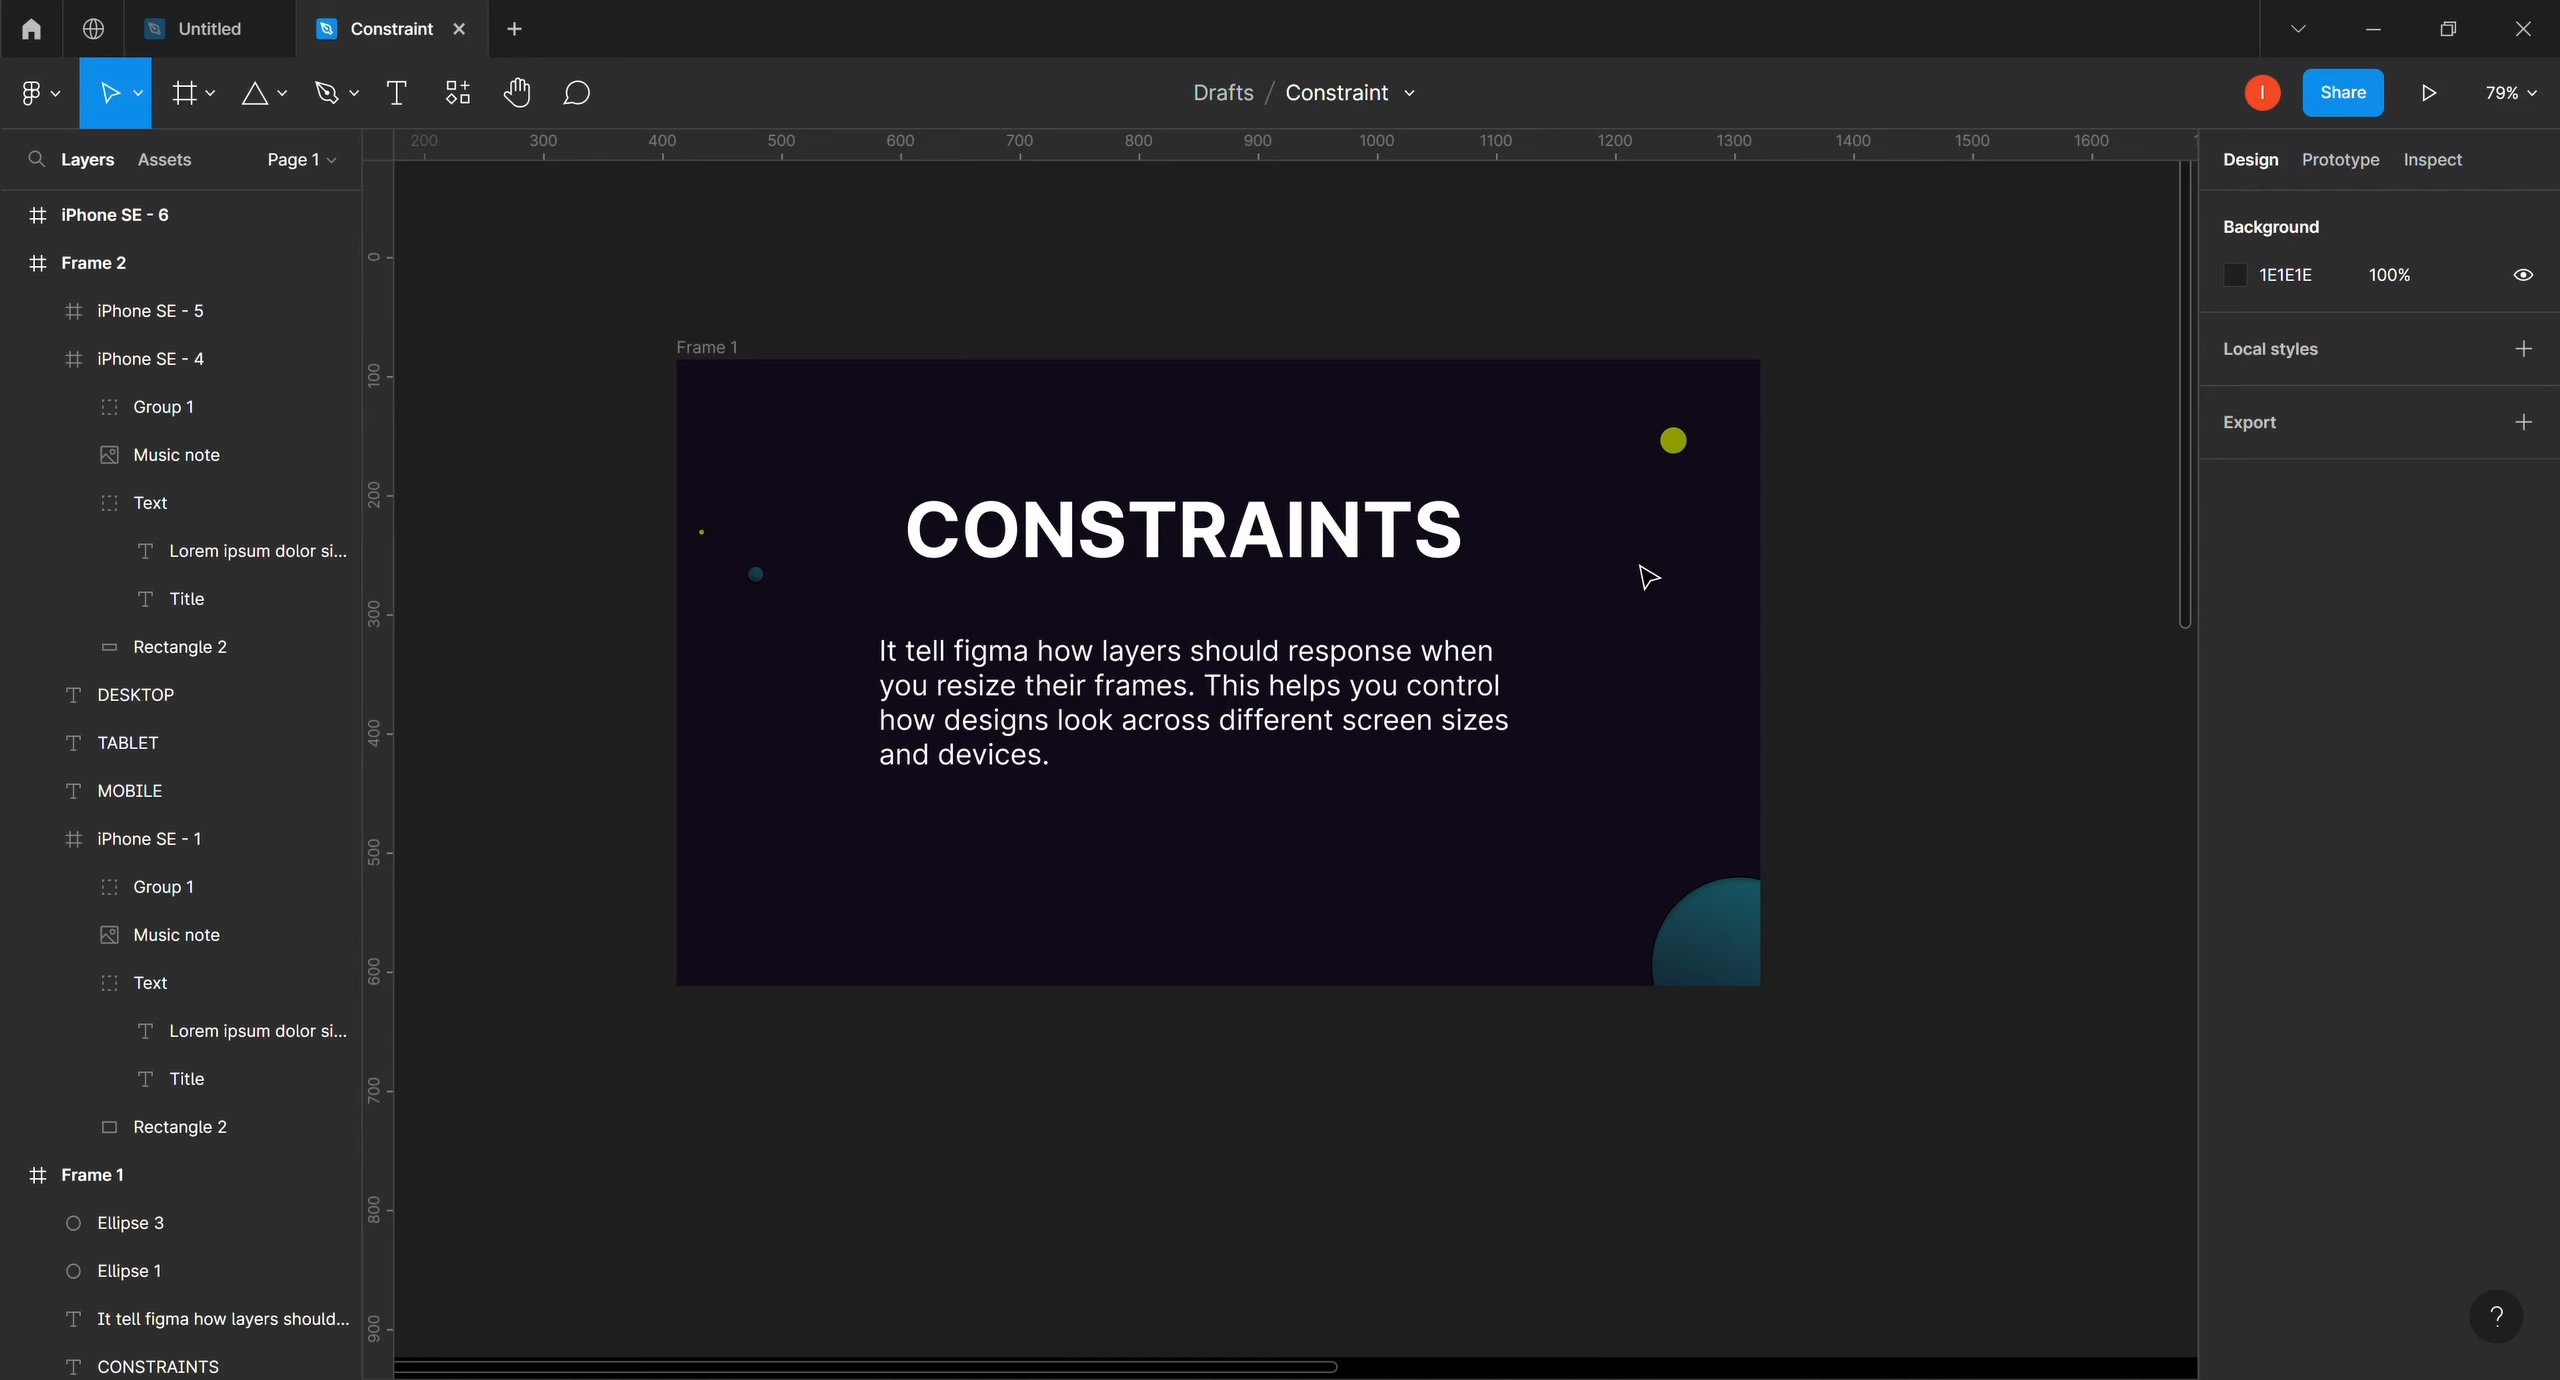 Untitled
Constraint
Drafts / Constraint
I
Share
79%
Layers
Assets
Page 1
200 300 400 500 600 700 800 900 1000 1100 1200 1300 1400 1500 1600
Design
Prototype
Inspect
iPhone SE - 6
Frame 2
iPhone SE - 5
iPhone SE - 4
Group 1
Music note
Text
Lorem ipsum dolor si...
Title
Rectangle 2
DESKTOP
TABLET
MOBILE
iPhone SE - 1
Group 1
Music note
Text
Lorem ipsum dolor si...
Title
Rectangle 2
Frame 1
Ellipse 3
Ellipse 1
It tell figma how layers should...
CONSTRAINTS
0
100
200
300
400
500
600
700
800
900
Frame 1
CONSTRAINTS
It tell figma how layers should response when
you resize their frames. This helps you control
how designs look across different screen sizes
and devices.
Background
1E1E1E 100%
Local styles
Export
?